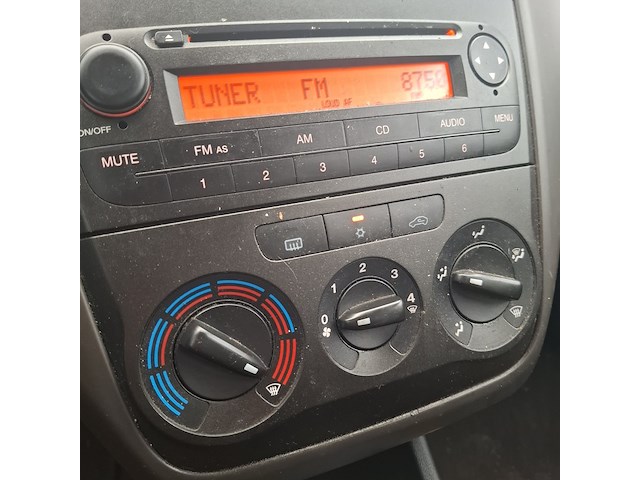 TUNER FM 8750
LOUD AF
ON/OFF
MUTE FM AS AM CD AUDIO MENU
1 2 3 4 5 6
0 1 2 3 4